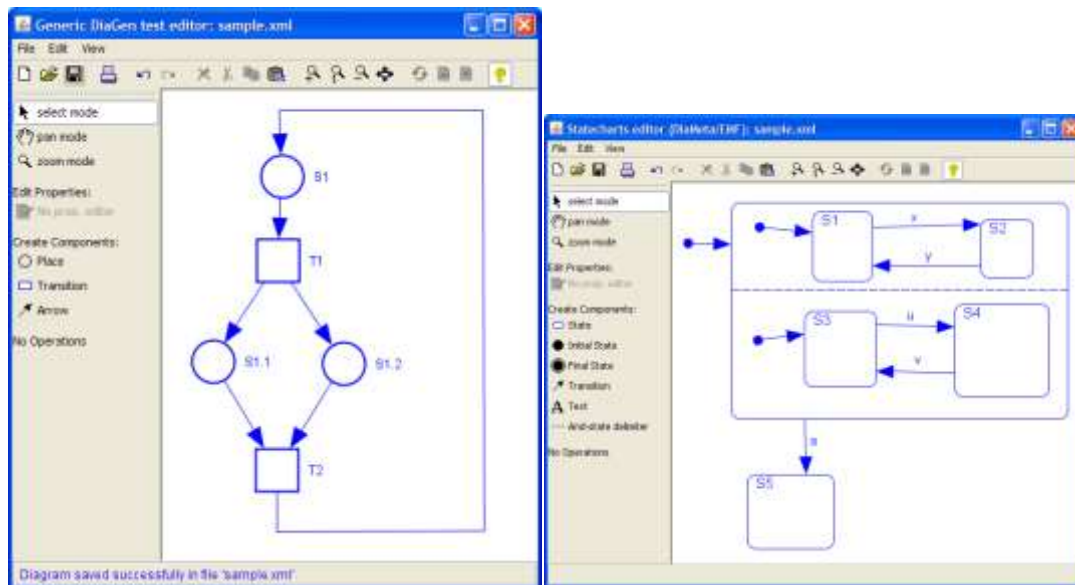 Generic DiaGen test editor: sample.xml
File Edit View
select mode
pan mode
zoom mode
Edit Properties:
No prop. editor
Create Components:
Place
Transition
Arrow
No Operations
S1
T1
S1.1
S1.2
T2
Diagram saved successfully in file 'sample.xml'
Statecharts editor (DiaMeta/EMF): sample.xml
File Edit View
select mode
pan mode
zoom mode
Edit Properties:
No prop. editor
Create Components:
State
Initial State
Final State
Transition
A Text
And-state delimiter
No Operations
S1
x
S2
y
S3
u
S4
v
S5